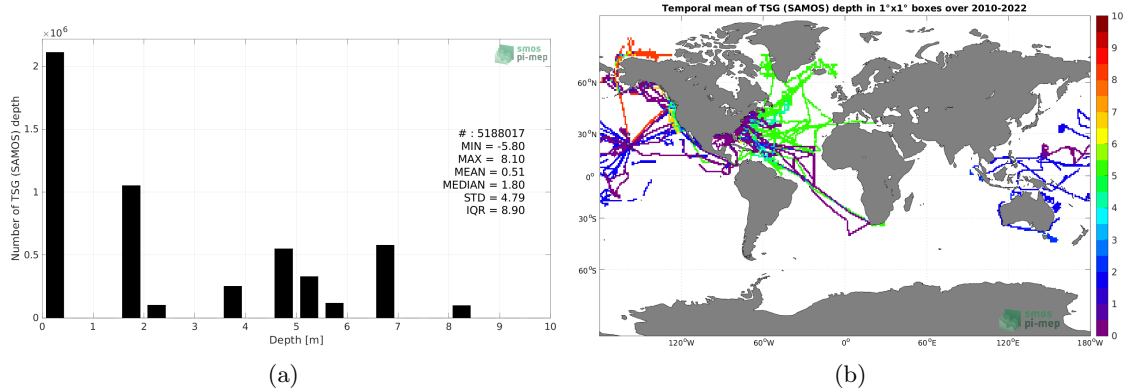 ×10⁶
2
1.5
1
0.5
0
Number of TSG (SAMOS) depth
smos
pi-mep
# : 5188017
MIN = -5.80
MAX = 8.10
MEAN = 0.51
MEDIAN = 1.80
STD = 4.79
IQR = 8.90
0 1 2 3 4 5 6 7 8 9 10
Depth [m]
(a)
Temporal mean of TSG (SAMOS) depth in 1°x1° boxes over 2010-2022
60°N
30°N
0°
30°S
60°S
120°W 60°W 0°E 60°E 120°E 180°W
smos
pi-mep
10
9
8
7
6
5
4
3
2
1
0
(b)